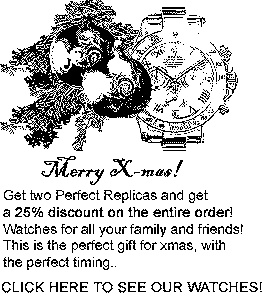 Merry X-mas!
Get two Perfect Replicas and get
a 25% discount on the entire order!
Watches for all your family and friends!
This is the perfect gift for xmas, with
the perfect timing..
CLICK HERE TO SEE OUR WATCHES!